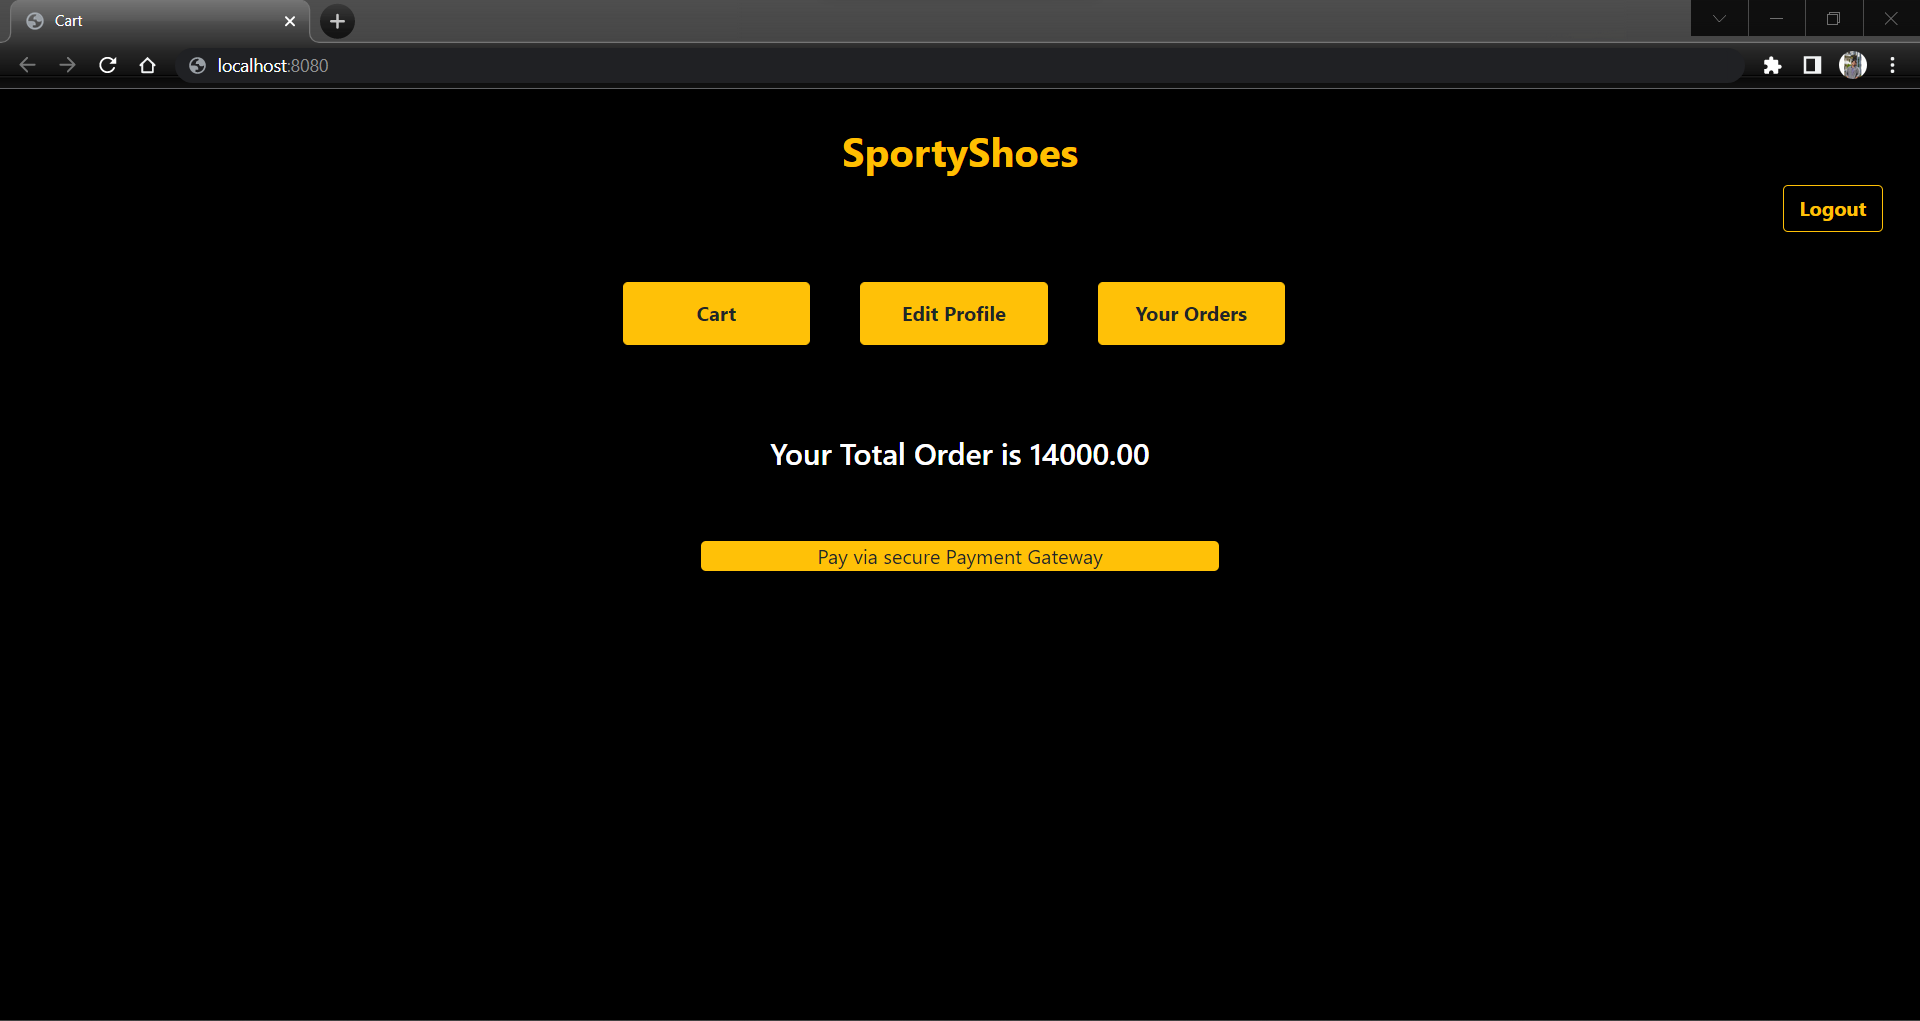 Cart
localhost:8080
SportyShoes
Logout
Cart Edit Profile Your Orders
Your Total Order is 14000.00
Pay via secure Payment Gateway